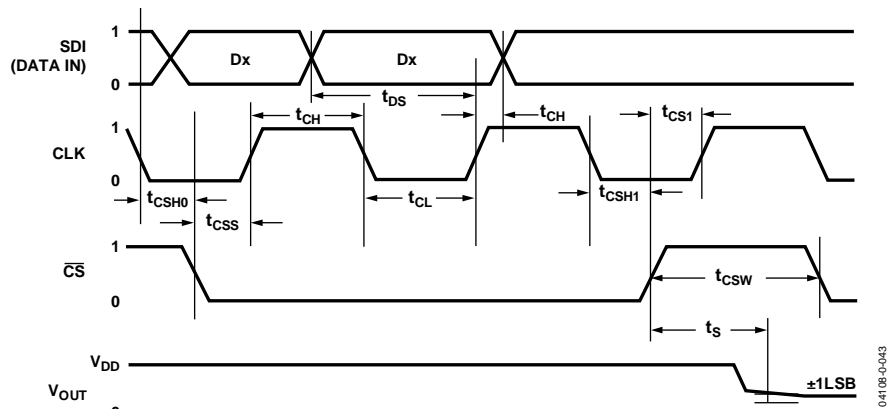 SDI
(DATA IN)
1
0
Dx
Dx
tDS
tCH
tCH
tCS1
CLK
1
0
tCSH0
tCSS
tCL
tCSH1
CS
1
0
tCSW
tS
VDD
VOUT
0
±1LSB
04108-0-043